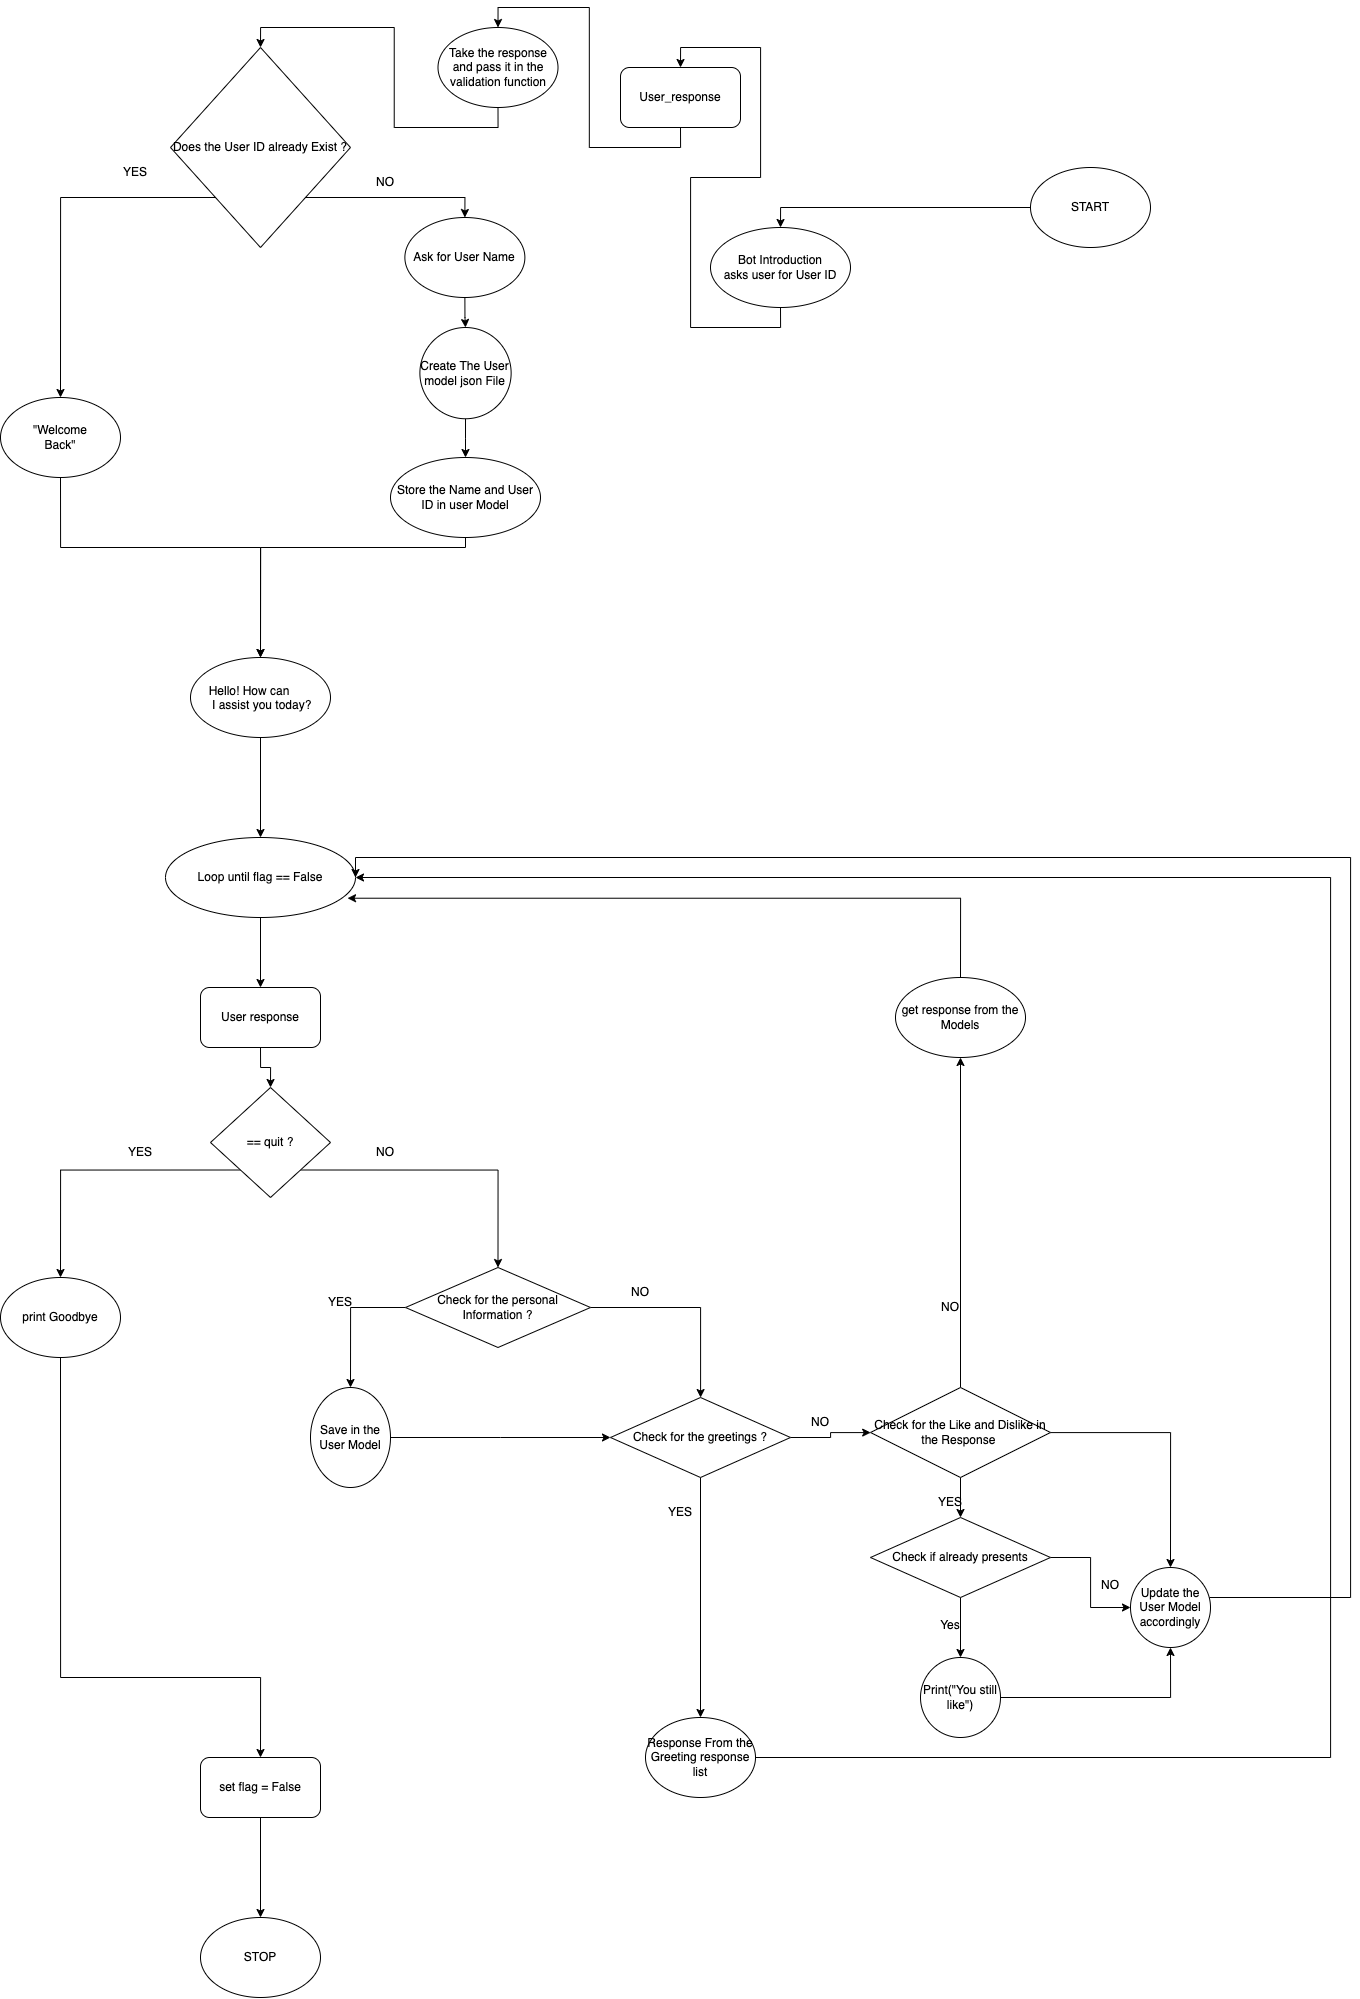 Take the response
and pass it in the
validation function
User_response
Does the User ID already Exist ?
YES
NO
START
Ask for User Name
Bot Introduction
asks user for User ID
Create The User
model json File
"Welcome
Back"
Store the Name and User
ID in user Model
Hello! How can
I assist you today?
Loop until flag == False
User response
get response from the
Models
== quit ?
YES
NO
print Goodbye
Check for the personal
Information ?
YES
NO
NO
Save in the
User Model
Check for the greetings ?
NO
Check for the Like and Dislike in
the Response
YES
YES
Check if already presents
NO
Update the
User Model
accordingly
Yes
Print("You still
like")
Response From the
Greeting response
list
set flag = False
STOP